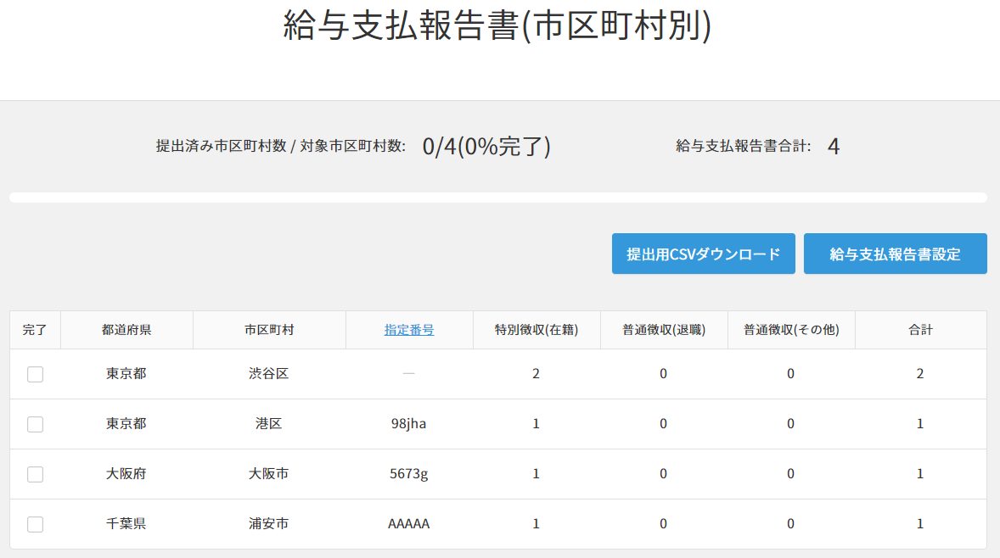 給与支払報告書(市区町村別)
提出済み市区町村数 / 対象市区町村数: 0/4(0%完了) 給与支払報告書合計: 4
提出用CSVダウンロード 給与支払報告書設定
完了 都道府県 市区町村 指定番号 特別徴収(在籍) 普通徴収(退職) 普通徴収(その他) 合計
東京都 渋谷区 — 2 0 0 2
東京都 港区 98jha 1 0 0 1
大阪府 大阪市 5673g 1 0 0 1
千葉県 浦安市 AAAAA 1 0 0 1